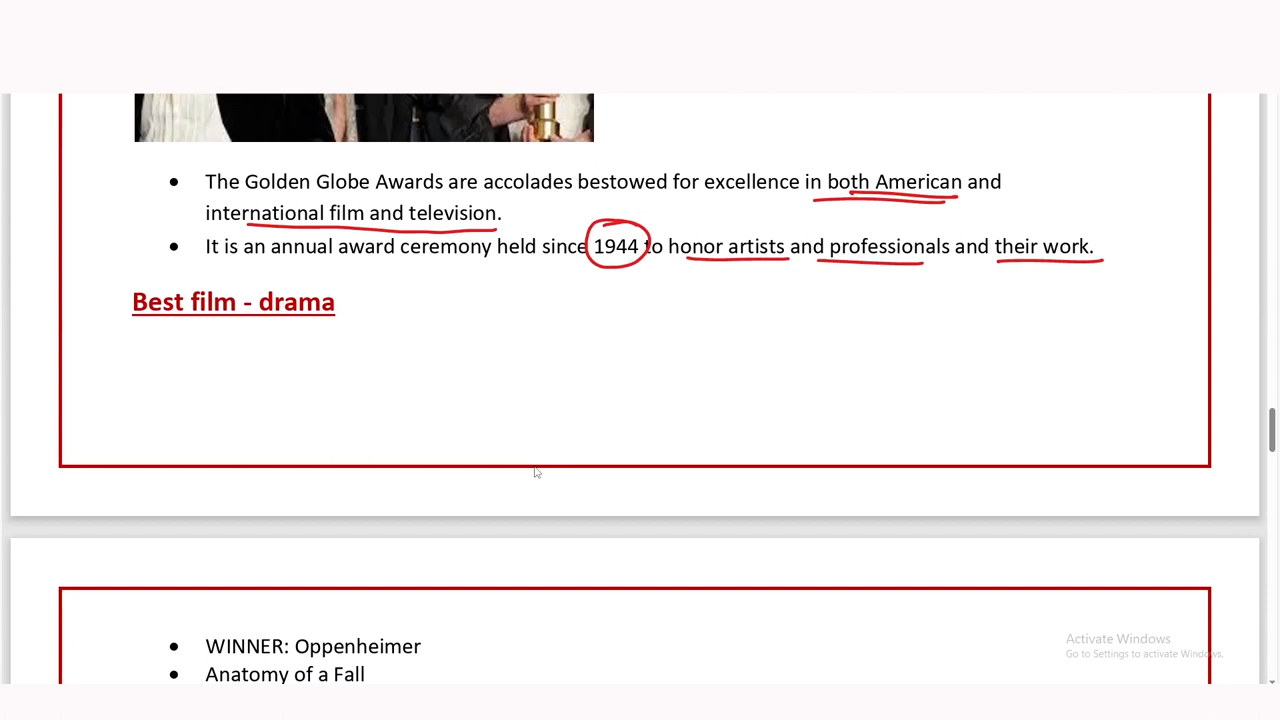 • The Golden Globe Awards are accolades bestowed for excellence in both American and
international film and television.
• It is an annual award ceremony held since 1944 to honor artists and professionals and their work.
Best film - drama
• WINNER: Oppenheimer
• Anatomy of a Fall
Activate Windows
Go to Settings to activate Windows.